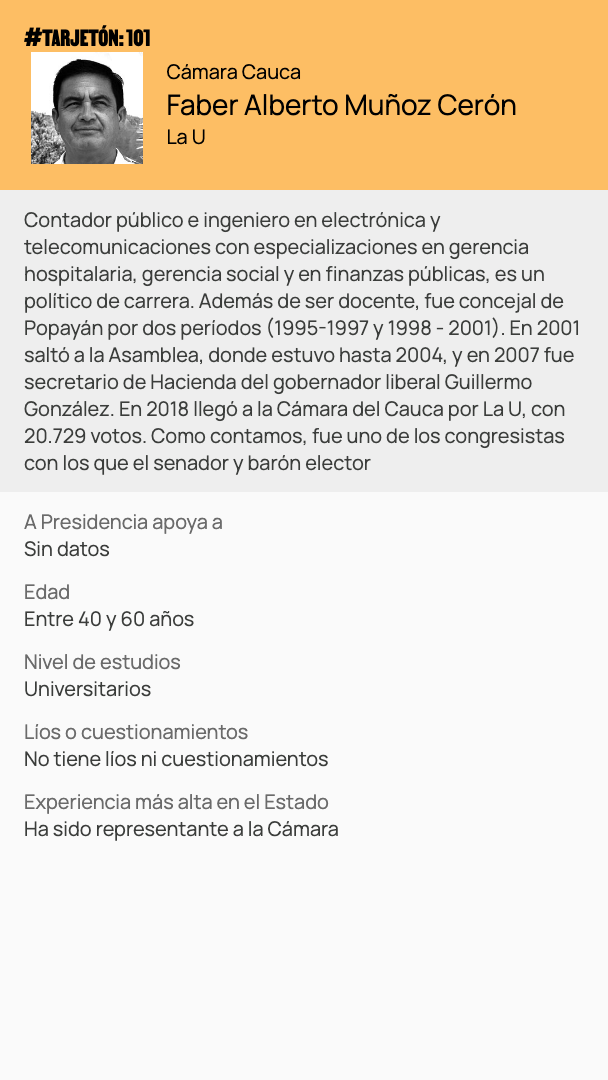 #TARJETÓN: 101
Cámara Cauca
Faber Alberto Muñoz Cerón
La U
Contador público e ingeniero en electrónica y
telecomunicaciones con especializaciones en gerencia
hospitalaria, gerencia social y en finanzas públicas, es un
político de carrera. Además de ser docente, fue concejal de
Popayán por dos períodos (1995-1997 y 1998 - 2001). En 2001
saltó a la Asamblea, donde estuvo hasta 2004, y en 2007 fue
secretario de Hacienda del gobernador liberal Guillermo
González. En 2018 llegó a la Cámara del Cauca por La U, con
20.729 votos. Como contamos, fue uno de los congresistas
con los que el senador y barón elector
A Presidencia apoya a
Sin datos
Edad
Entre 40 y 60 años
Nivel de estudios
Universitarios
Líos o cuestionamientos
No tiene líos ni cuestionamientos
Experiencia más alta en el Estado
Ha sido representante a la Cámara